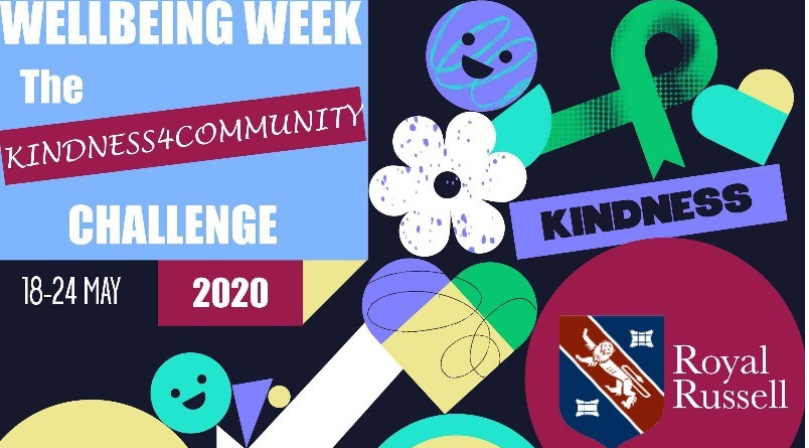 WELLBEING WEEK
The
KINDNESS4COMMUNITY
CHALLENGE
18-24 MAY
2020
KINDNESS
Royal
Russell